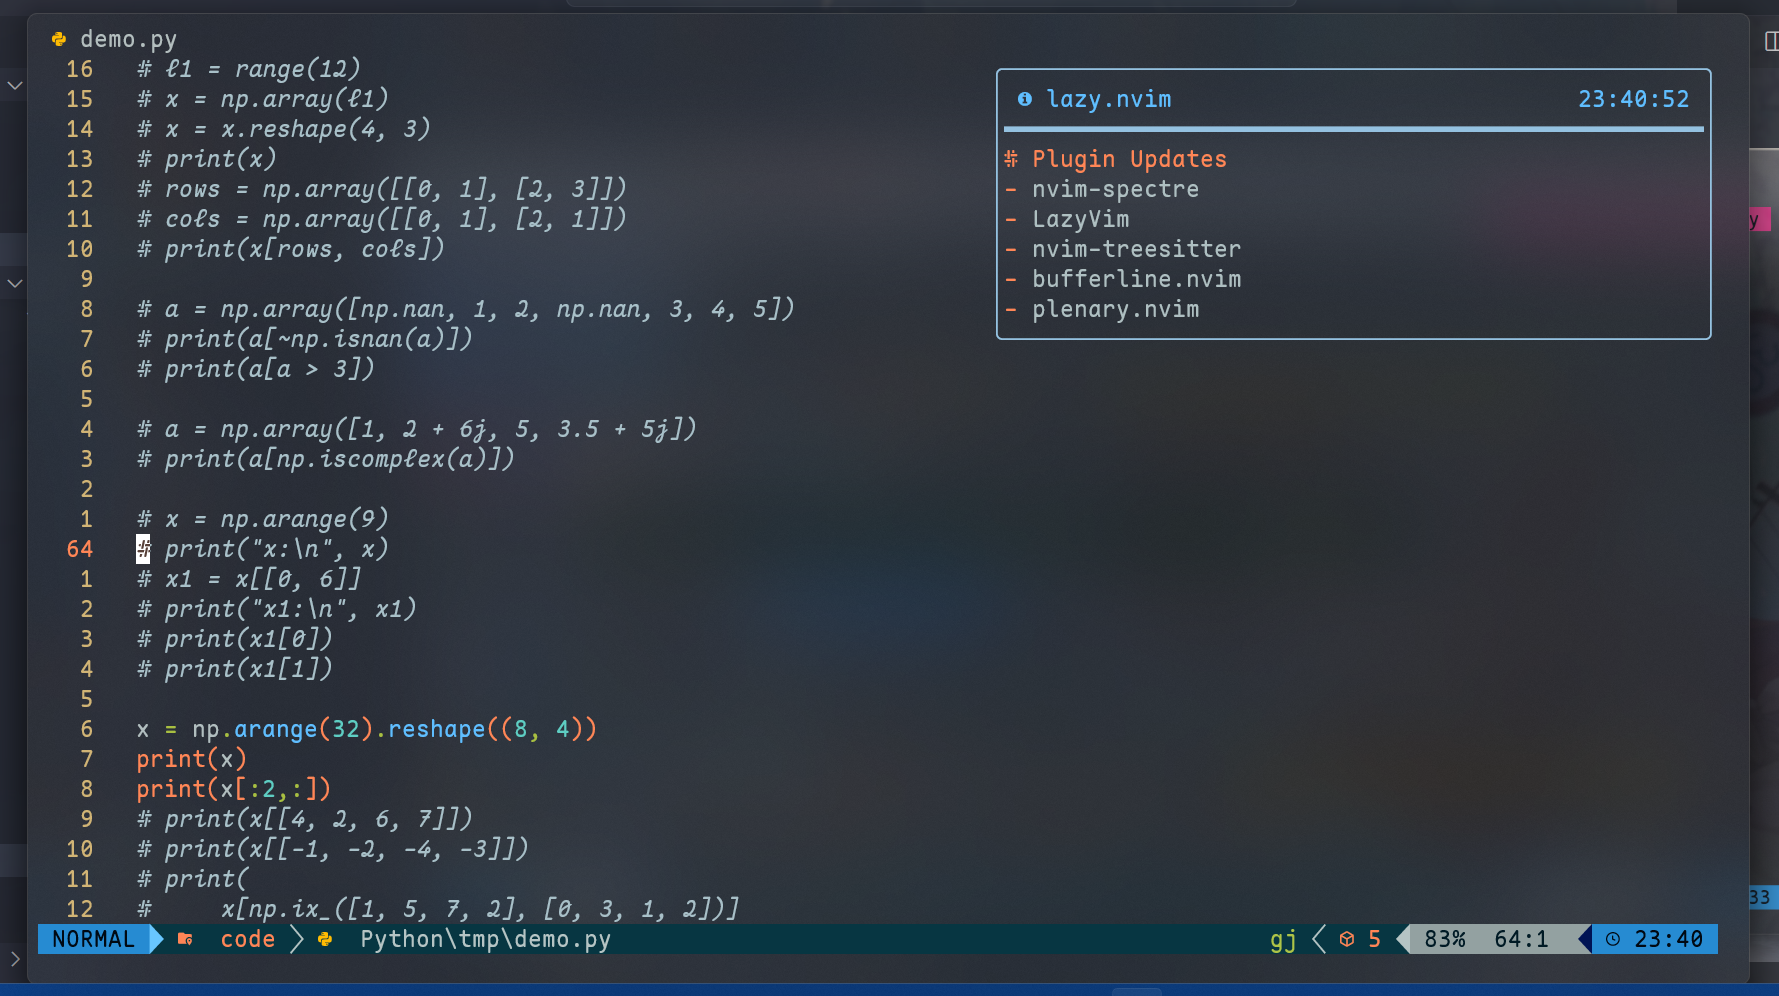 demo.py
16 # l1 = range(12)
15 # x = np.array(l1)
14 # x = x.reshape(4, 3)
13 # print(x)
12 # rows = np.array([[0, 1], [2, 3]])
11 # cols = np.array([[0, 1], [2, 1]])
10 # print(x[rows, cols])
9
8 # a = np.array([np.nan, 1, 2, np.nan, 3, 4, 5])
7 # print(a[~np.isnan(a)])
6 # print(a[a > 3])
5
4 # a = np.array([1, 2 + 6j, 5, 3.5 + 5j])
3 # print(a[np.iscomplex(a)])
2
1 # x = np.arange(9)
64 # print("x:\n", x)
1 # x1 = x[[0, 6]]
2 # print("x1:\n", x1)
3 # print(x1[0])
4 # print(x1[1])
5
6 x = np.arange(32).reshape((8, 4))
7 print(x)
8 print(x[:2,:])
9 # print(x[[4, 2, 6, 7]])
10 # print(x[[-1, -2, -4, -3]])
11 # print(
12 #     x[np.ix_([1, 5, 7, 2], [0, 3, 1, 2])]
lazy.nvim 23:40:52
# Plugin Updates
- nvim-spectre
- LazyVim
- nvim-treesitter
- bufferline.nvim
- plenary.nvim
y
33
NORMAL code Python\tmp\demo.py gj 5 83% 64:1 23:40